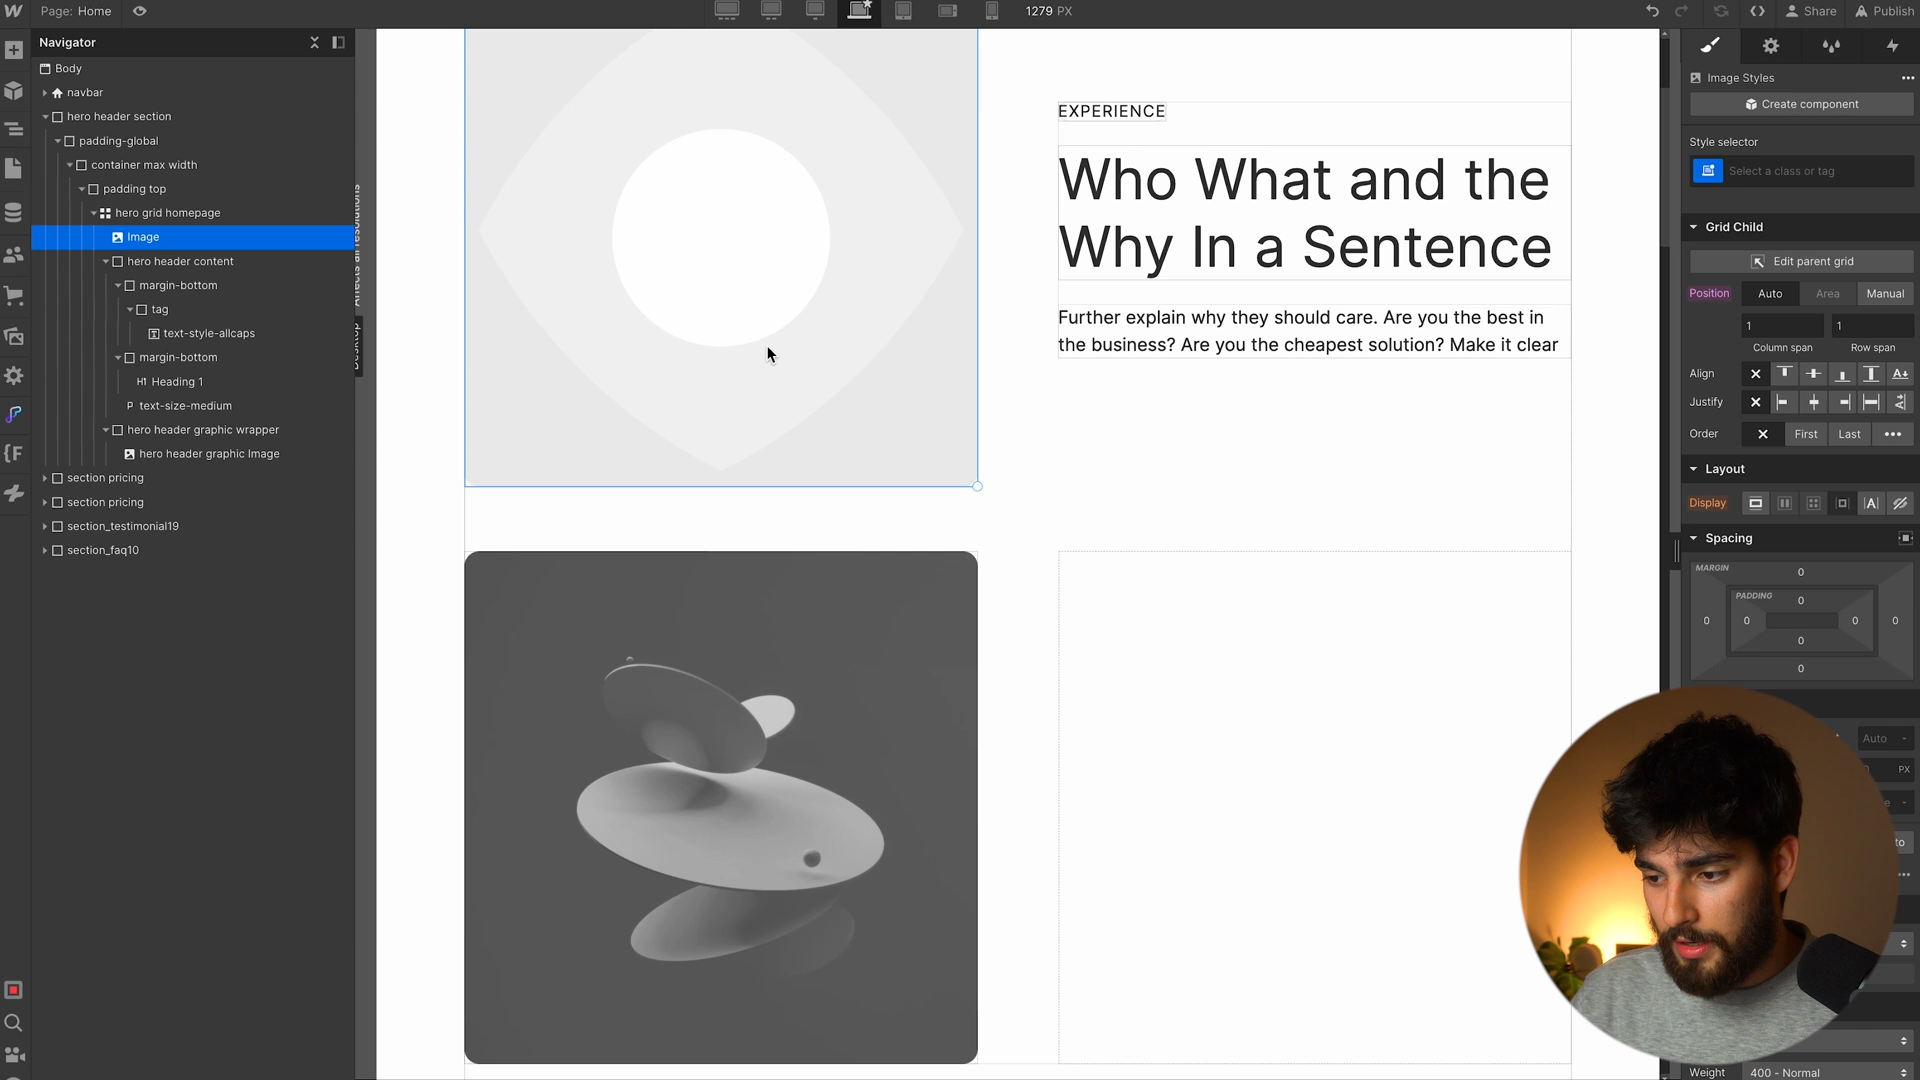 Page: Home
1279 PX
Share
Publish
Navigator
Body
navbar
hero header section
padding-global
container max width
padding top
hero grid homepage
Image
hero header content
margin-bottom
tag
text-style-allcaps
margin-bottom
H1 Heading 1
P text-size-medium
hero header graphic wrapper
hero header graphic Image
section pricing
section pricing
section_testimonial19
section_faq10
Desktop
EXPERIENCE
Who What and the
Why In a Sentence
Further explain why they should care. Are you the best in
the business? Are you the cheapest solution? Make it clear
Image Styles
Create component
Style selector
Select a class or tag
Grid Child
Edit parent grid
Position
Auto
Area
Manual
1
1
Column span
Row span
Align
Justify
Order
First
Last
Layout
Display
Spacing
MARGIN
0
PADDING
0
0
0
0
0
0
0
Auto
-
PX
-
to
Weight
400 - Normal